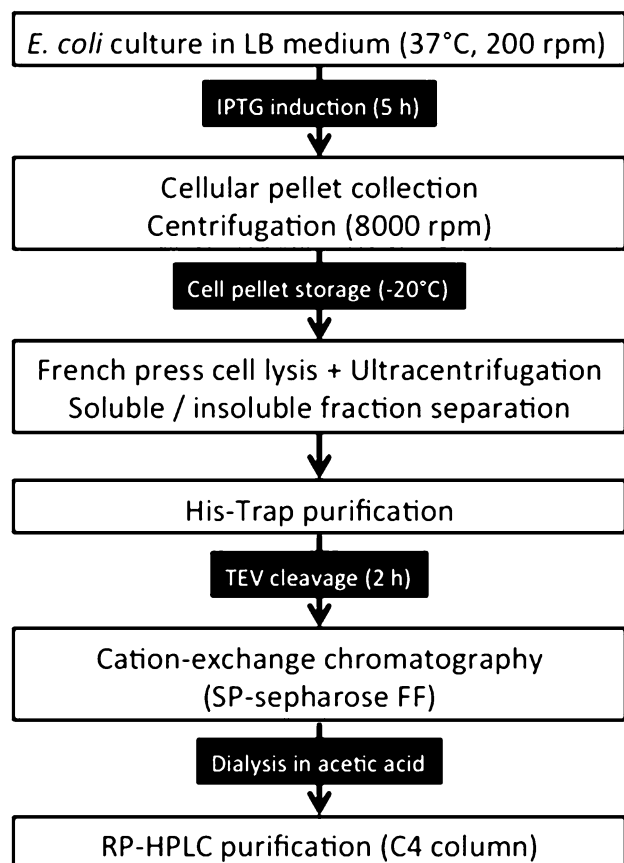 E. coli culture in LB medium (37°C, 200 rpm)
IPTG induction (5 h)
Cellular pellet collection
Centrifugation (8000 rpm)
Cell pellet storage (-20°C)
French press cell lysis + Ultracentrifugation
Soluble / insoluble fraction separation
His-Trap purification
TEV cleavage (2 h)
Cation-exchange chromatography
(SP-sepharose FF)
Dialysis in acetic acid
RP-HPLC purification (C4 column)